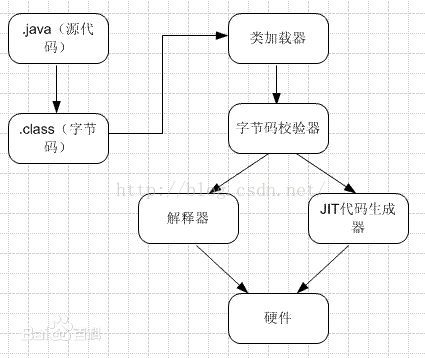 .java（源代
码）
类加载器
.class（字节
码）
字节码校验器
http://blog.csdn.net/
解释器
JIT代码生成
器
硬件
Baidu百科